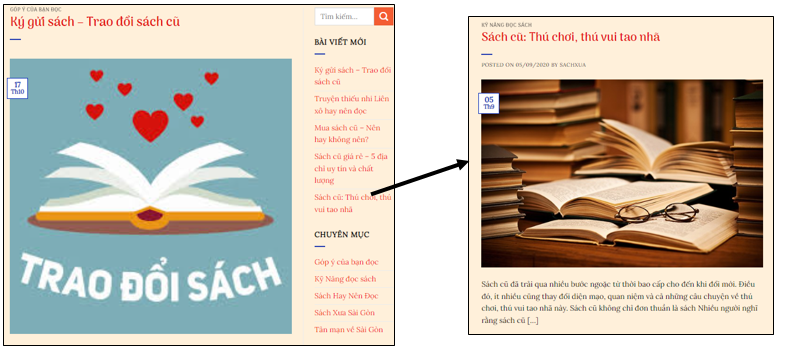 GÓP Ý CỦA BẠN ĐỌC
Ký gửi sách – Trao đổi sách cũ
17
Th10
TRAO ĐỔI SÁCH
Tìm kiếm...
BÀI VIẾT MỚI
Ký gửi sách – Trao đổi
sách cũ
Truyện thiếu nhi Liên
xô hay nên đọc
Mua sách cũ – Nên
hay không nên?
Sách cũ giá rẻ – 5 địa
chỉ uy tín và chất
lượng
Sách cũ: Thú chơi, thú
vui tao nhã
CHUYÊN MỤC
Góp ý của bạn đọc
Kỹ Năng đọc sách
Sách Hay Nên Đọc
Sách Xưa Sài Gòn
Tản mạn về Sài Gòn
KỸ NĂNG ĐỌC SÁCH
Sách cũ: Thú chơi, thú vui tao nhã
POSTED ON 05/09/2020 BY SACHXUA
05
Th9
Sách cũ đã trải qua nhiều bước ngoặc từ thời bao cấp cho đến khi đổi mới. Điều
đó, ít nhiều cũng thay đổi diện mạo, quan niệm và cả những câu chuyện về thú
chơi, thú vui tao nhã này. Sách cũ không chỉ đơn thuần là sách Nhiều người nghĩ
rằng sách cũ [...]